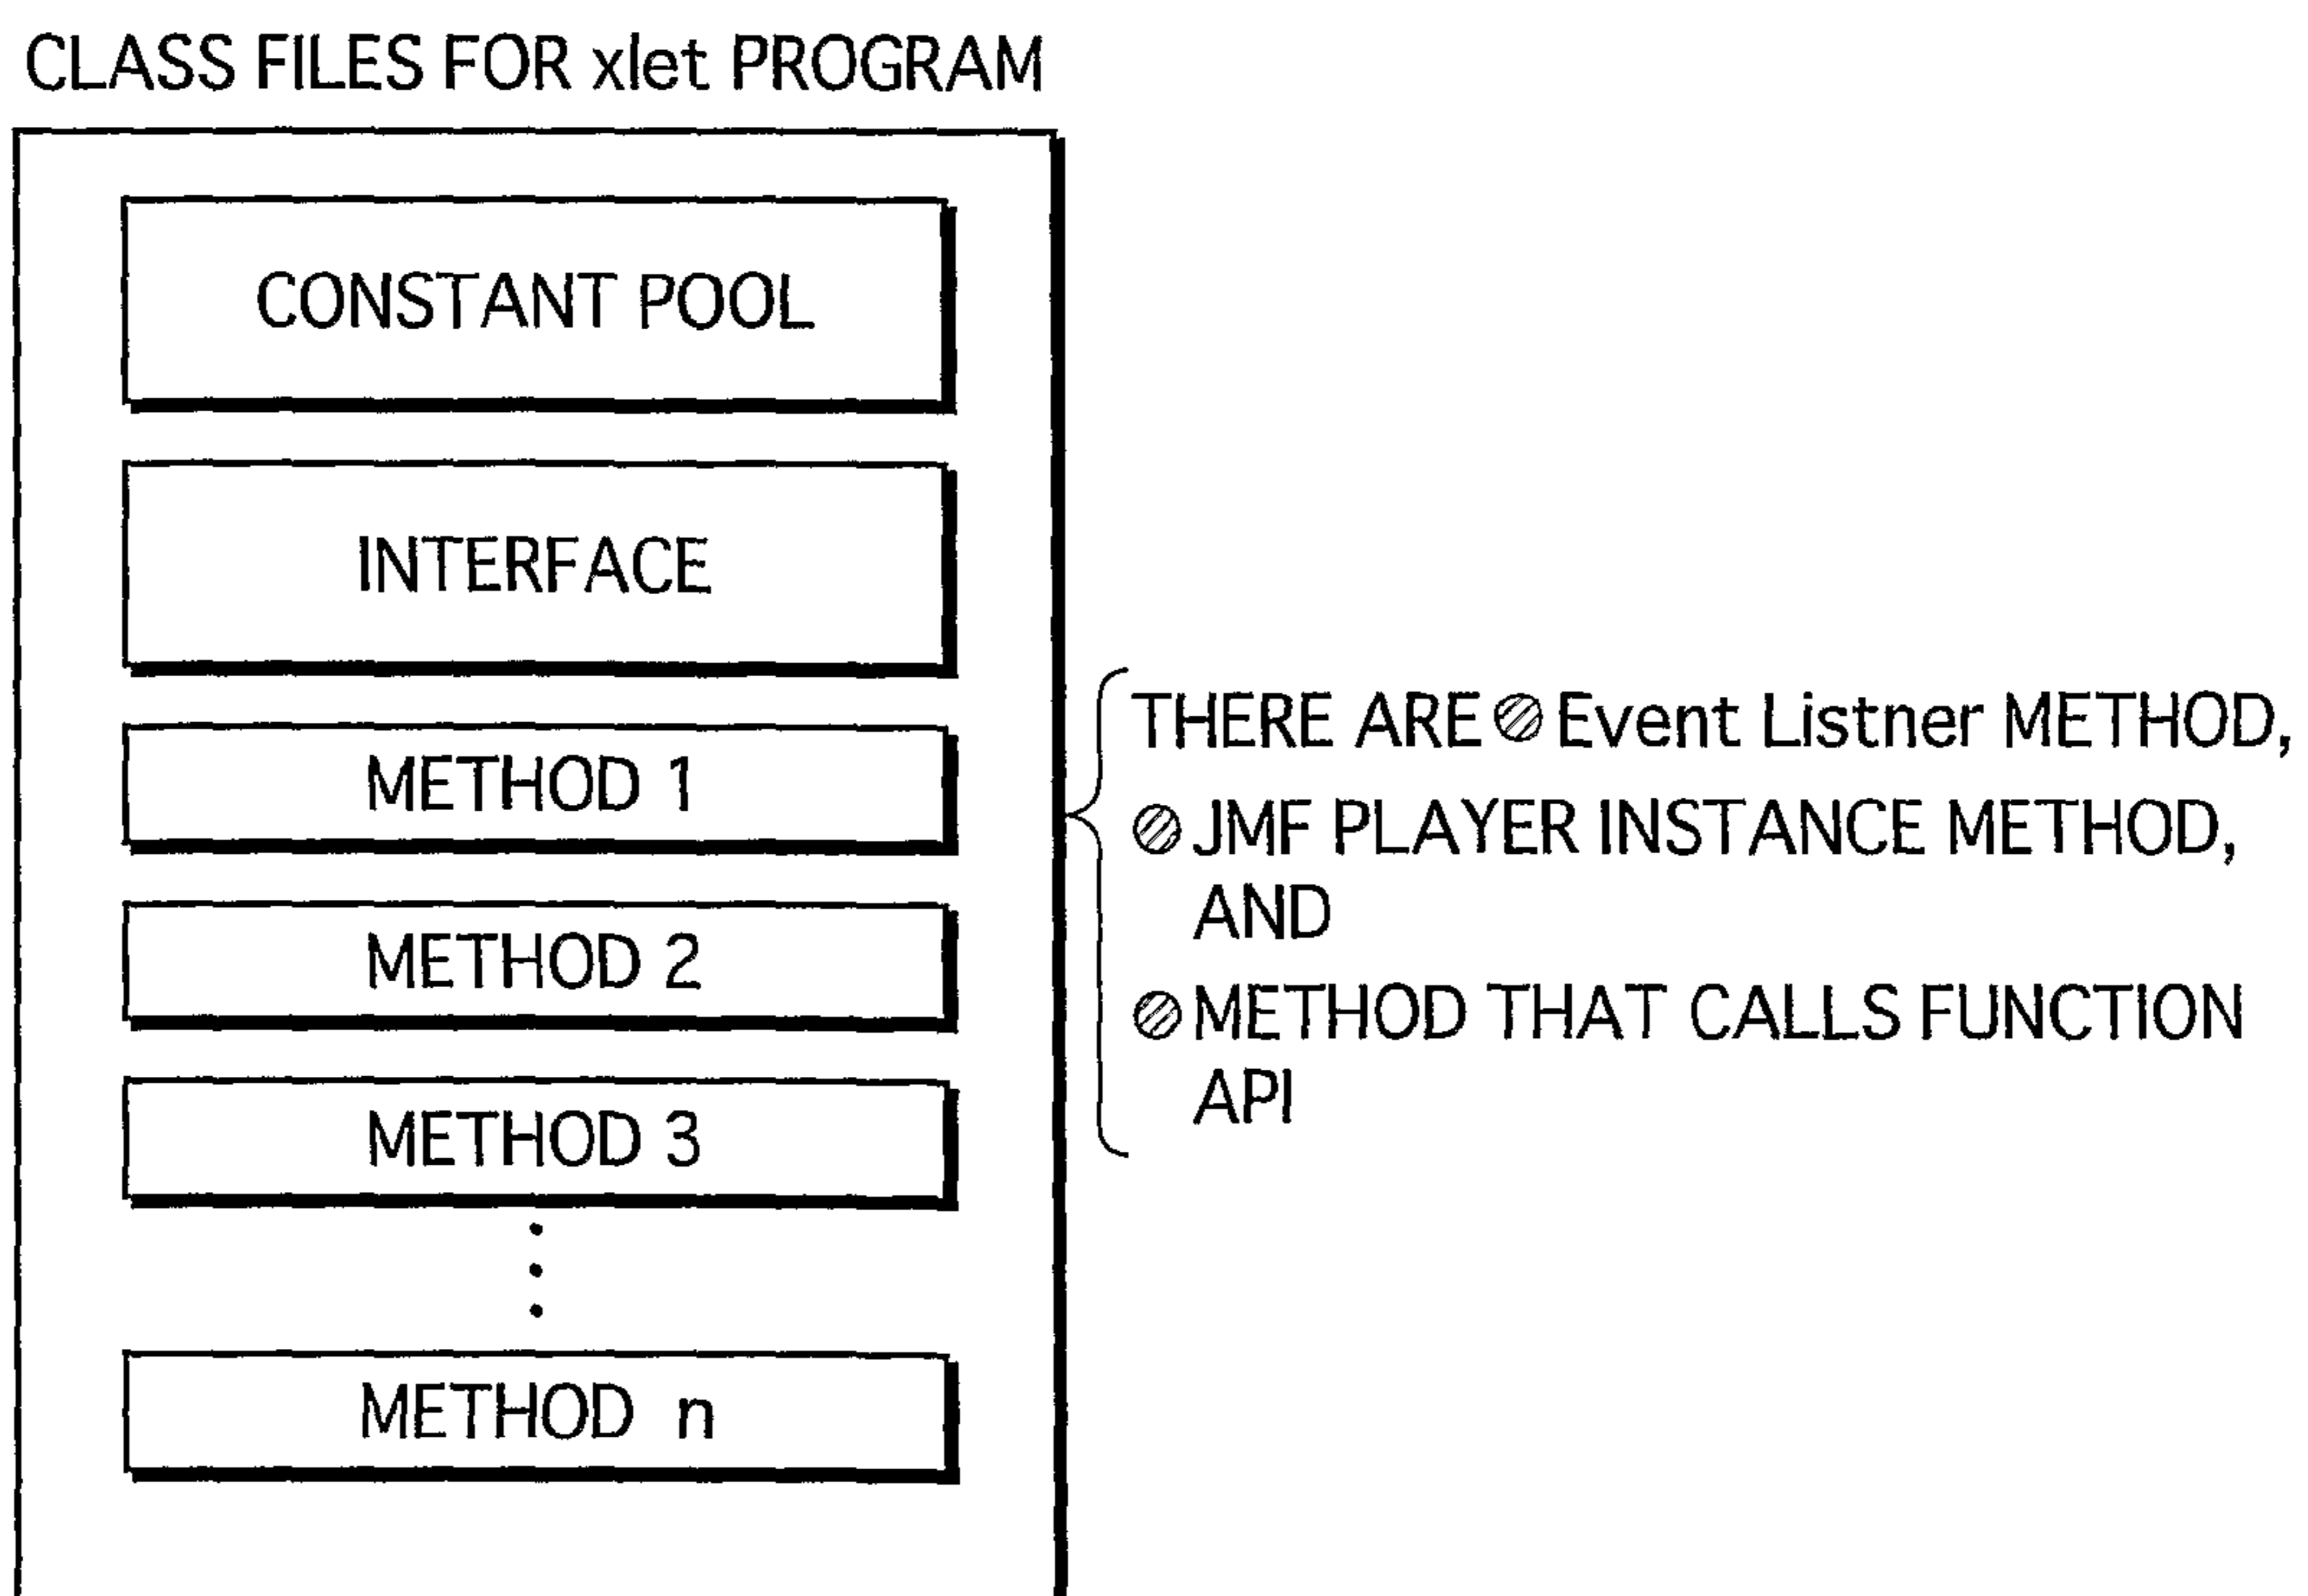 CLASS FILES FOR xlet PROGRAM
CONSTANT POOL
INTERFACE
METHOD 1
METHOD 2
METHOD 3
METHOD n
THERE ARE Event Listner METHOD,
JMF PLAYER INSTANCE METHOD,
AND
METHOD THAT CALLS FUNCTION
API